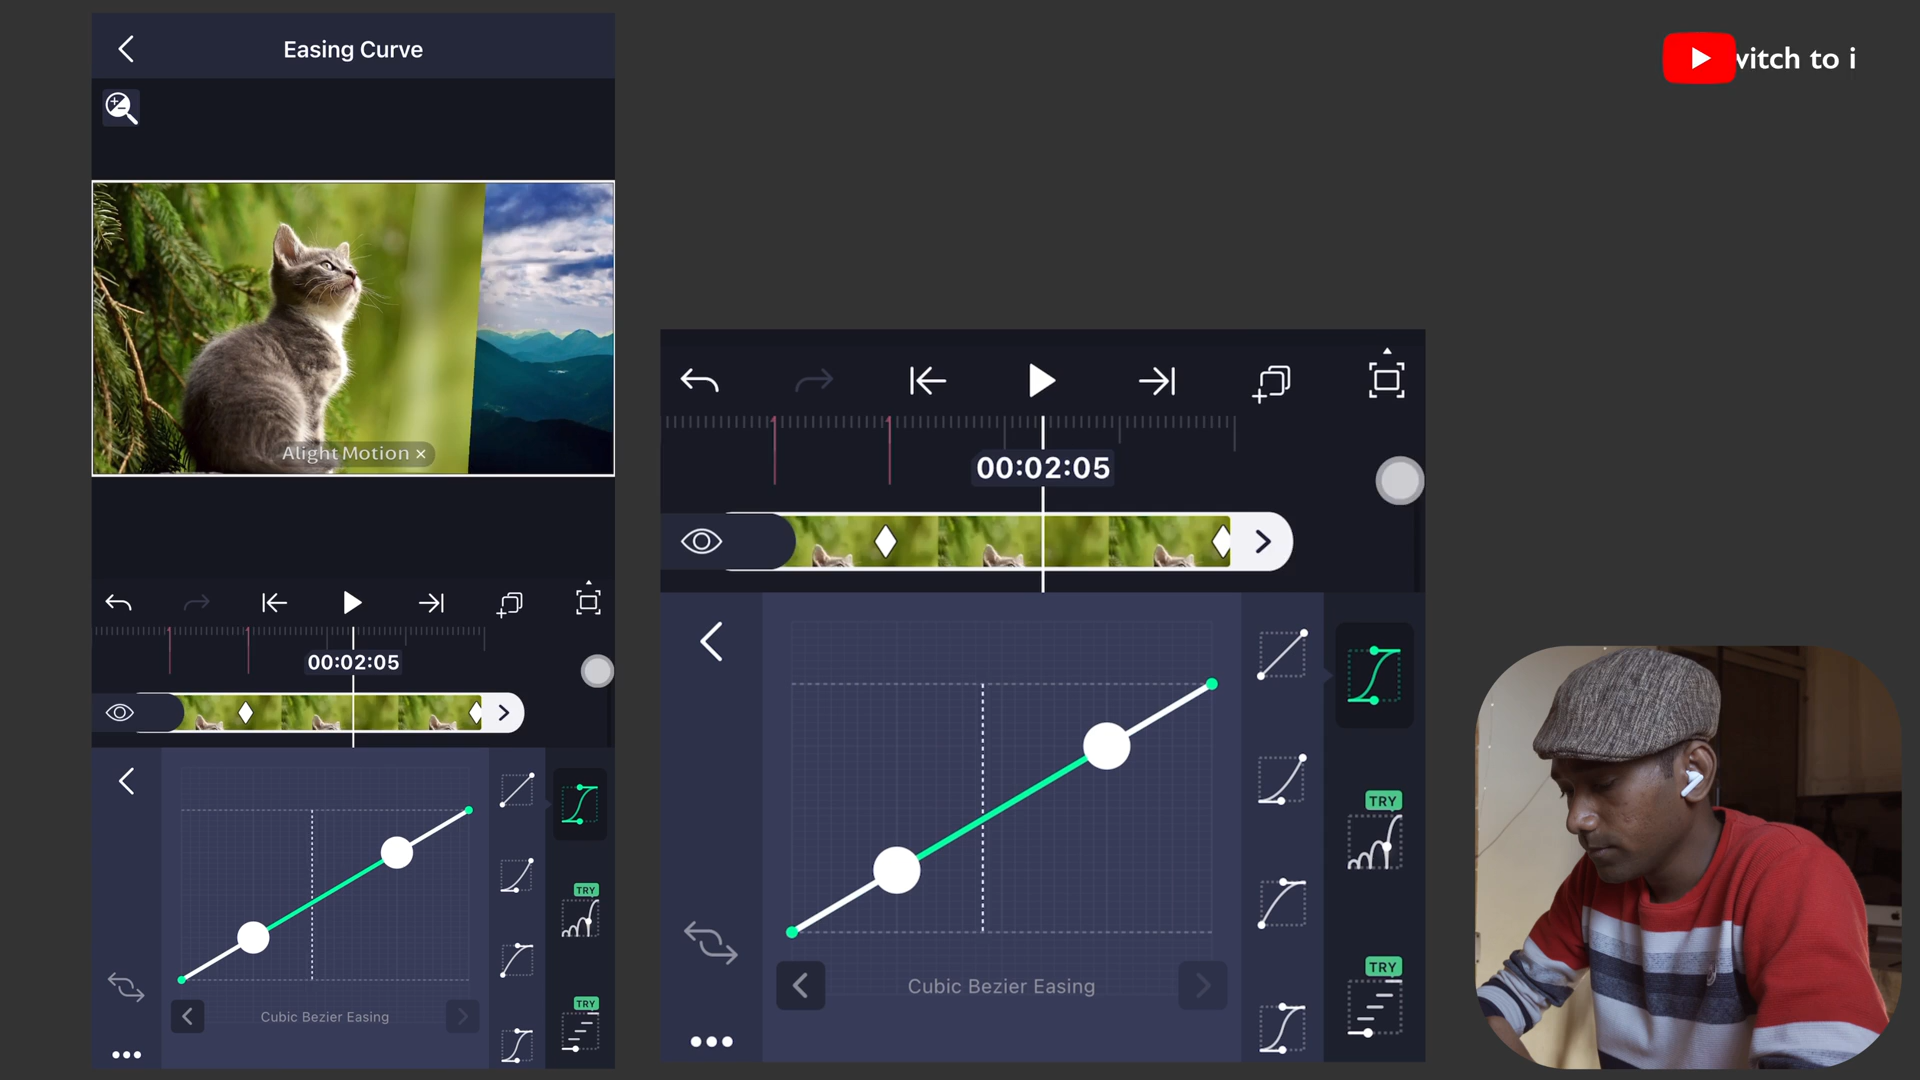 Easing Curve
Alight Motion ×
00:02:05
TRY
Cubic Bezier Easing
TRY
vitch to i
00:02:05
TRY
TRY
Cubic Bezier Easing